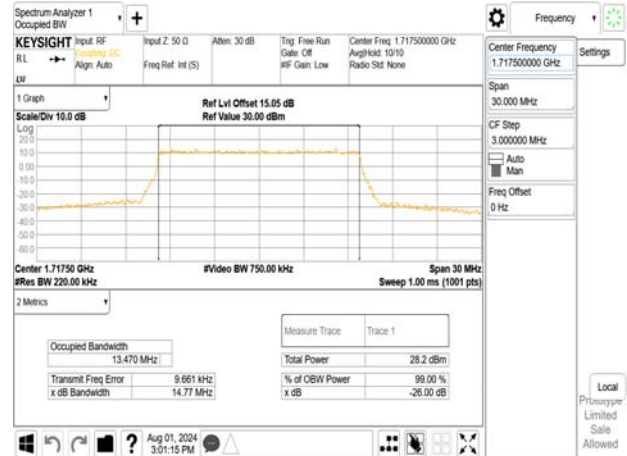 Spectrum Analyzer 1
Occupied BW
Frequency
KEYSIGHT
Input: RF
Coupling: DC
Align: Auto
Input Z: 50 Ω
Freq Ref: Int (S)
Atten: 30 dB
Trig: Free Run
Gate: Off
#IF Gain: Low
Center Freq: 1.717500000 GHz
Avg|Hold: 10/10
Radio Std: None
RL
LXI
Center Frequency
1.717500000 GHz
Settings
Span
30.000 MHz
CF Step
3.000000 MHz
Auto
Man
Freq Offset
0 Hz
1 Graph
Scale/Div 10.0 dB
Ref Lvl Offset 15.05 dB
Ref Value 30.00 dBm
Log
20.0
10.0
0.00
-10.0
-20.0
-30.0
-40.0
-50.0
-60.0
Center 1.71750 GHz
#Video BW 750.00 kHz
Span 30 MHz
#Res BW 220.00 kHz
Sweep 1.00 ms (1001 pts)
2 Metrics
Measure Trace
Trace 1
Occupied Bandwidth
13.470 MHz
Total Power
28.2 dBm
Transmit Freq Error
9.661 kHz
% of OBW Power
99.00 %
x dB Bandwidth
14.77 MHz
x dB
-26.00 dB
Local
Prototype
Limited
Sale
Allowed
?
Aug 01, 2024
3:01:15 PM